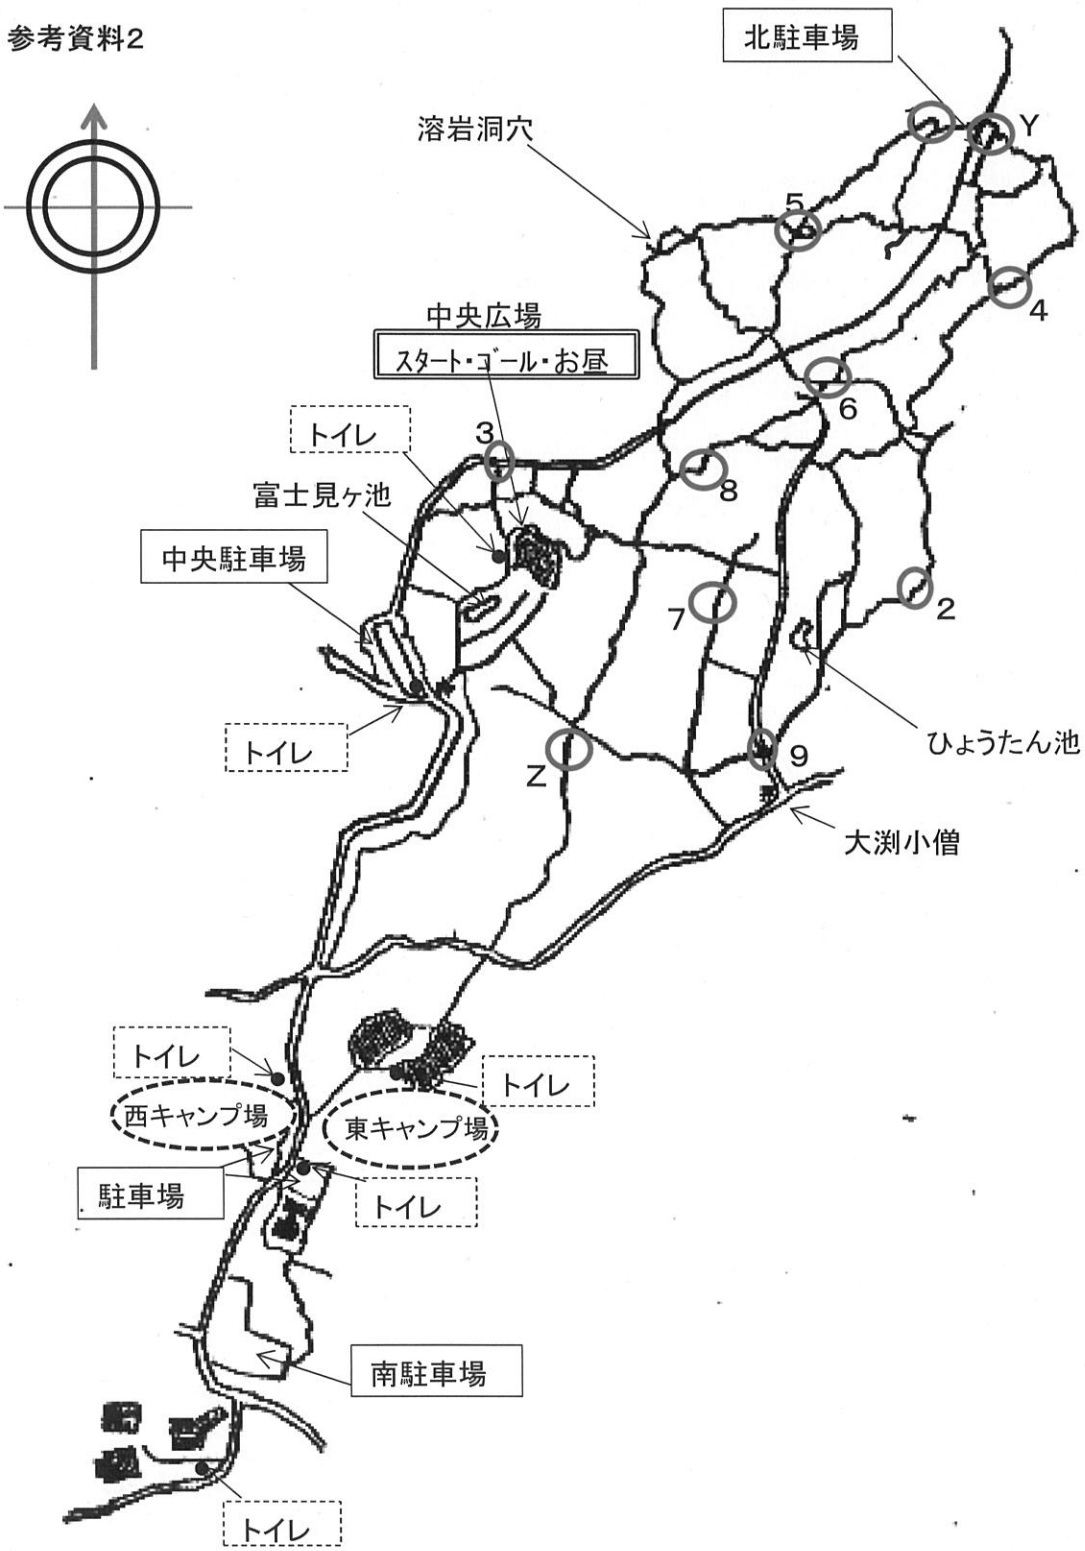 参考資料2
北駐車場
Y
溶岩洞穴
1
5
4
中央広場
スタート・ゴール・お昼
6
トイレ
3
8
富士見ヶ池
中央駐車場
7
2
トイレ
ひょうたん池
Z
9
大渕小僧
トイレ
トイレ
西キャンプ場
東キャンプ場
駐車場
トイレ
南駐車場
トイレ